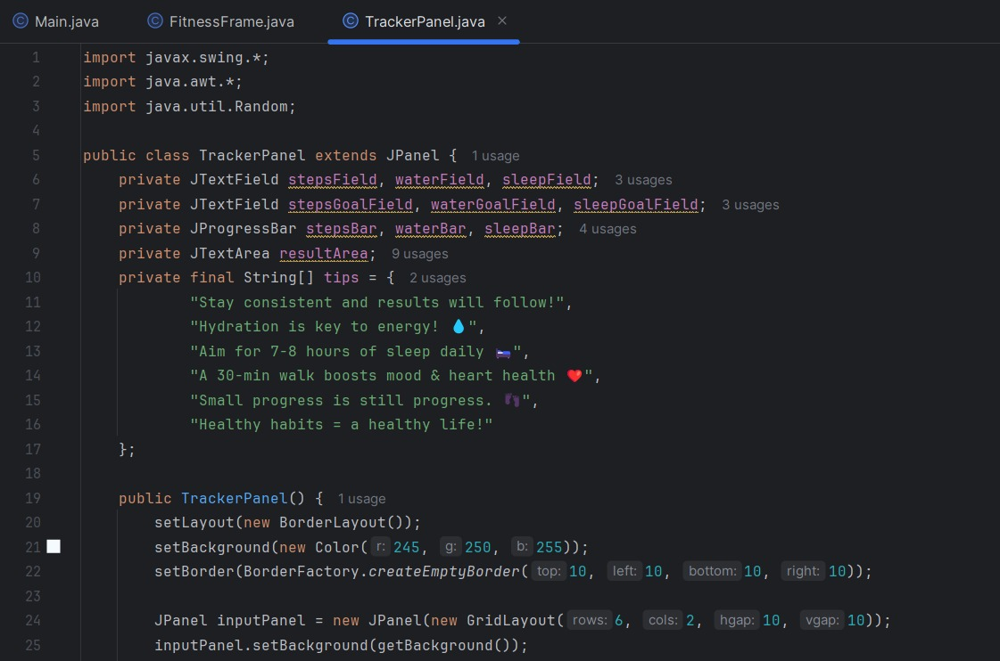 Main.java FitnessFrame.java TrackerPanel.java
1 import javax.swing.*;
2 import java.awt.*;
3 import java.util.Random;
4
5 public class TrackerPanel extends JPanel { 1 usage
6 private JTextField stepsField, waterField, sleepField; 3 usages
7 private JTextField stepsGoalField, waterGoalField, sleepGoalField; 3 usages
8 private JProgressBar stepsBar, waterBar, sleepBar; 4 usages
9 private JTextArea resultArea; 9 usages
10 private final String[] tips = { 2 usages
11 "Stay consistent and results will follow!",
12 "Hydration is key to energy! 💧",
13 "Aim for 7-8 hours of sleep daily 🛏️",
14 "A 30-min walk boosts mood & heart health ❤️",
15 "Small progress is still progress. 👣",
16 "Healthy habits = a healthy life!"
17 };
18
19 public TrackerPanel() { 1 usage
20 setLayout(new BorderLayout());
21 setBackground(new Color( r: 245, g: 250, b: 255));
22 setBorder(BorderFactory.createEmptyBorder( top: 10, left: 10, bottom: 10, right: 10));
23
24 JPanel inputPanel = new JPanel(new GridLayout( rows: 6, cols: 2, hgap: 10, vgap: 10));
25 inputPanel.setBackground(getBackground());